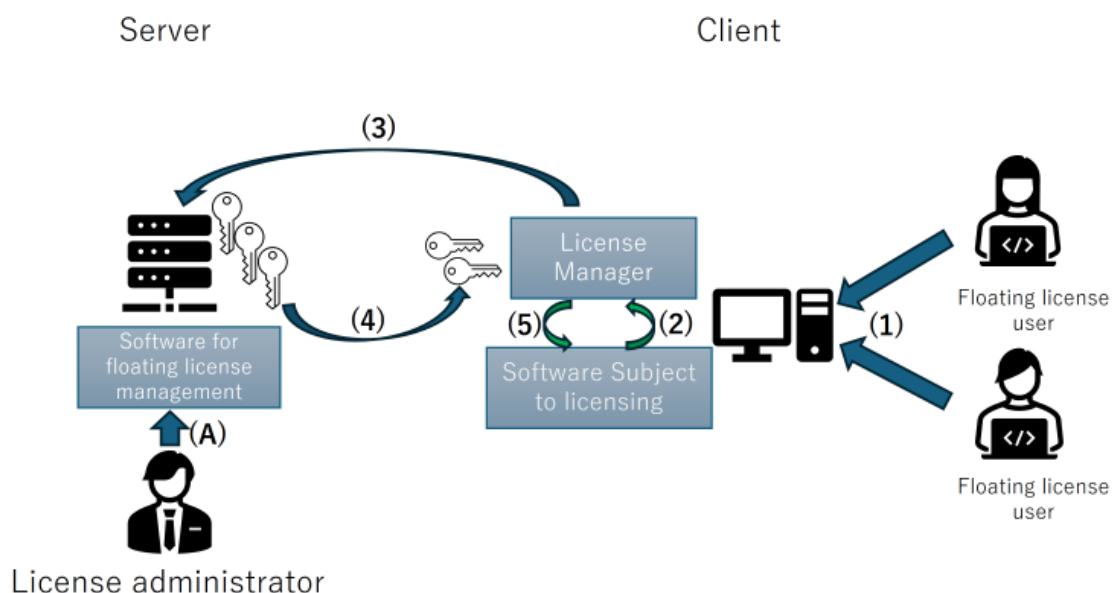 Server
Client
(3)
License
Manager
(4)
(5)
(2)
(1)
Software for
floating license
management
Software Subject
to licensing
(A)
License administrator
Floating license
user
Floating license
user